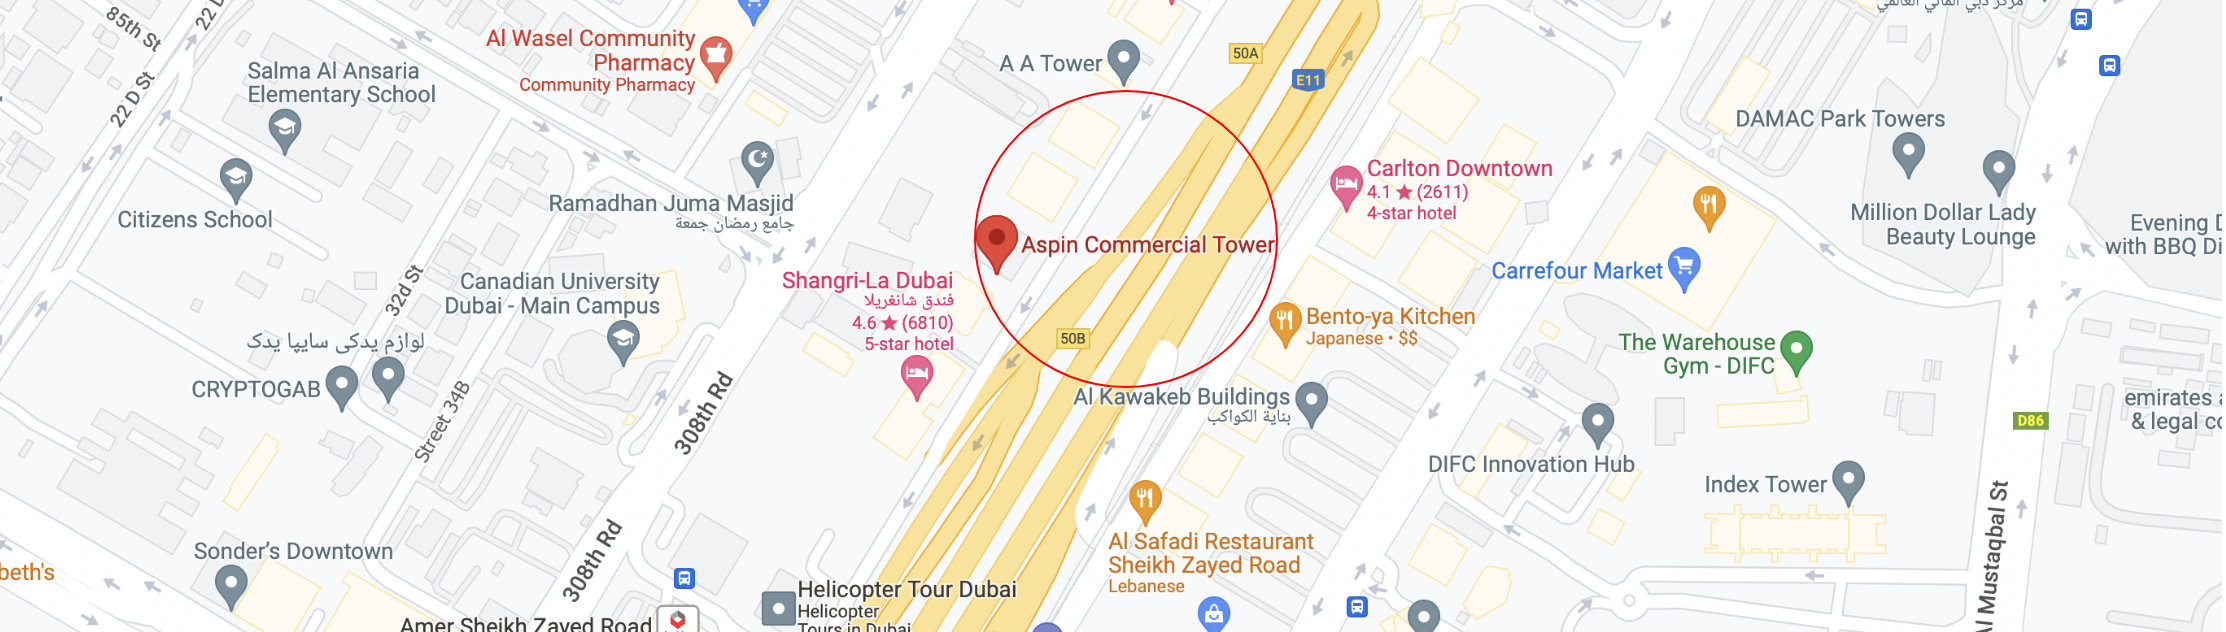 85th St
22 D
22 D St
Salma Al Ansaria
Elementary School
Citizens School
Al Wasel Community
Pharmacy
Community Pharmacy
A A Tower
50A
E11
مركز دبي المالي العالمي
DAMAC Park Towers
Million Dollar Lady
Beauty Lounge
Evening D
with BBQ Di
Carlton Downtown
4.1 ★ (2611)
4-star hotel
Ramadhan Juma Masjid
جامع رمضان جمعة
Aspin Commercial Tower
Shangri-La Dubai
فندق شانغريلا
4.6 ★ (6810)
5-star hotel
Canadian University
Dubai - Main Campus
32d St
لوازم یدکی سایپا یدک
CRYPTOGAB
Street 34B
308th Rd
50B
Carrefour Market
Bento-ya Kitchen
Japanese • $$
The Warehouse
Gym - DIFC
Al Kawakeb Buildings
بناية الكواكب
emirates a
& legal co
D86
DIFC Innovation Hub
Index Tower
Al Mustaqbal St
Al Safadi Restaurant
Sheikh Zayed Road
Lebanese
308th Rd
Sonder's Downtown
beth's
Helicopter Tour Dubai
Helicopter
Tours in Dubai
Amer Sheikh Zayed Road